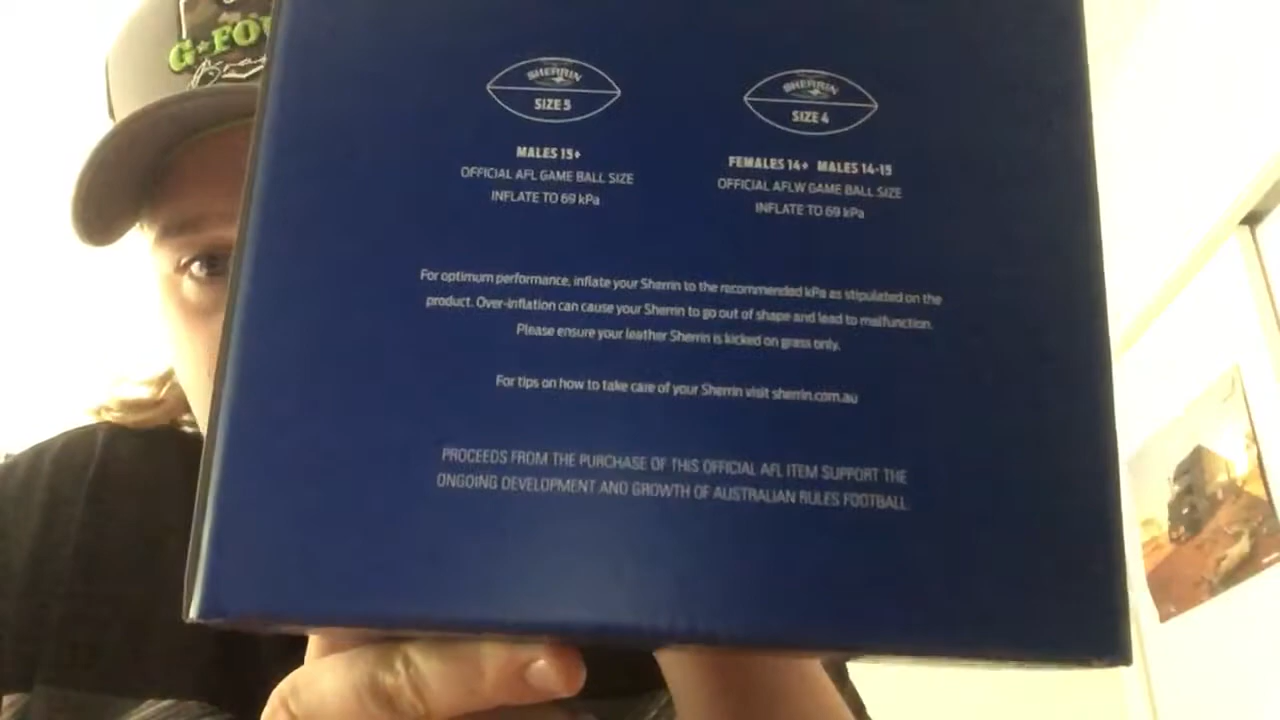 G★FO
SHERRIN
SIZE 5
MALES 15+
OFFICIAL AFL GAME BALL SIZE
INFLATE TO 69 kPa
SHERRIN
SIZE 4
FEMALES 14+ MALES 14-15
OFFICIAL AFLW GAME BALL SIZE
INFLATE TO 69 kPa
For optimum performance, inflate your Sherrin to the recommended kPa as stipulated on the
product. Over-inflation can cause your Sherrin to go out of shape and lead to malfunction.
Please ensure your leather Sherrin is kicked on grass only.
For tips on how to take care of your Sherrin visit sherrin.com.au
PROCEEDS FROM THE PURCHASE OF THIS OFFICIAL AFL ITEM SUPPORT THE
ONGOING DEVELOPMENT AND GROWTH OF AUSTRALIAN RULES FOOTBALL.